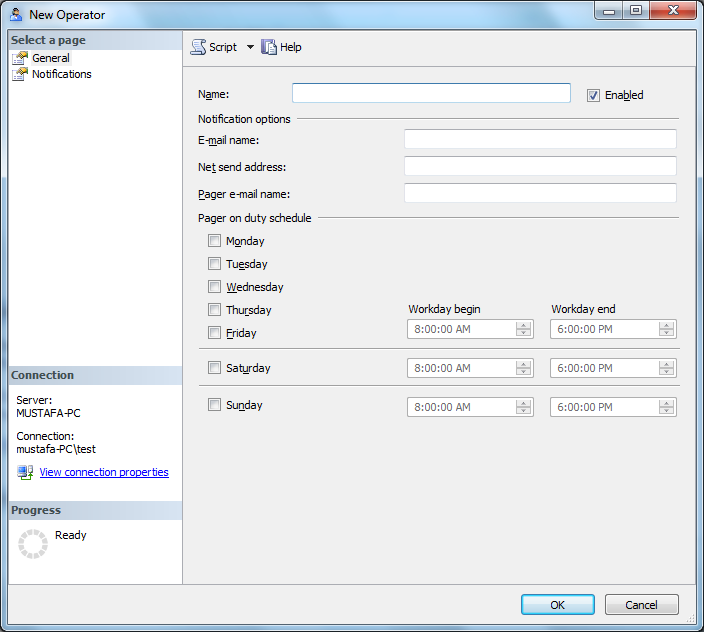 New Operator
Select a page
General
Notifications
Script
Help
Name:
Enabled
Notification options
E-mail name:
Net send address:
Pager e-mail name:
Pager on duty schedule
Monday
Tuesday
Wednesday
Thursday
Workday begin
Workday end
Friday
8:00:00 AM
6:00:00 PM
Saturday
8:00:00 AM
6:00:00 PM
Sunday
8:00:00 AM
6:00:00 PM
Connection
Server:
MUSTAFA-PC
Connection:
mustafa-PC\test
View connection properties
Progress
Ready
OK
Cancel